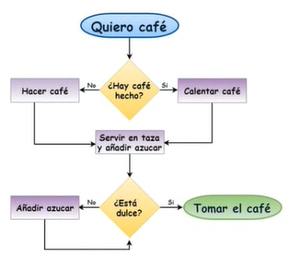 Quiero café
¿Hay café
hecho?
No
Si
Hacer café
Calentar café
Servir en taza
y añadir azucar
¿Está
dulce?
No
Si
Añadir azucar
Tomar el café